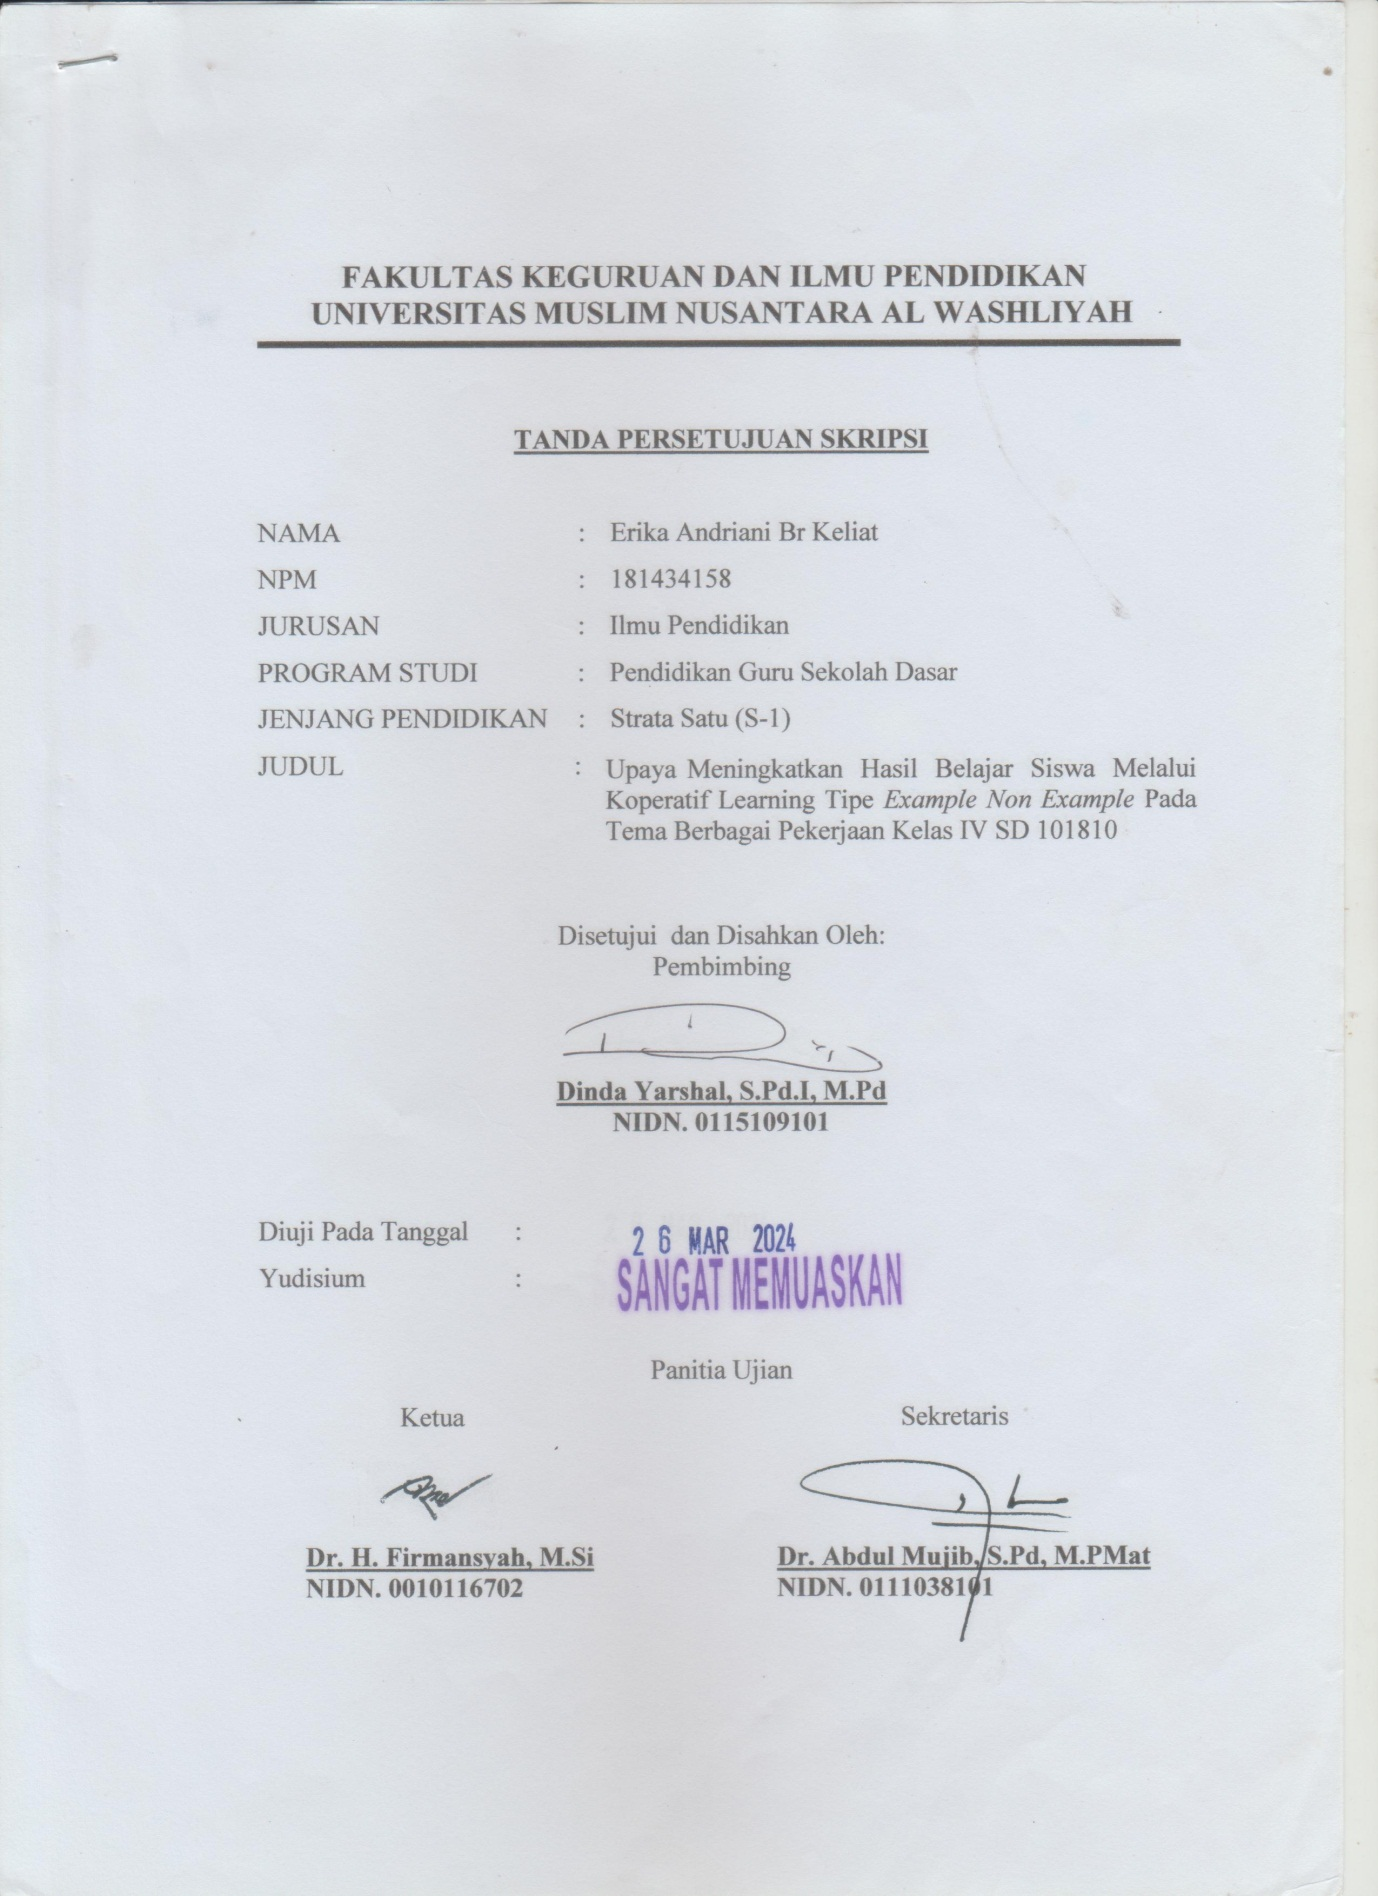 FAKULTAS KEGURUAN DAN ILMU PENDIDIKAN
UNIVERSITAS MUSLIM NUSANTARA AL WASHLIYAH
TANDA PERSETUJUAN SKRIPSI
NAMA : Erika Andriani Br Keliat
NPM : 181434158
JURUSAN : Ilmu Pendidikan
PROGRAM STUDI : Pendidikan Guru Sekolah Dasar
JENJANG PENDIDIKAN : Strata Satu (S-1)
JUDUL : Upaya Meningkatkan Hasil Belajar Siswa Melalui
Koperatif Learning Tipe Example Non Example Pada
Tema Berbagai Pekerjaan Kelas IV SD 101810
Disetujui dan Disahkan Oleh:
Pembimbing
Dinda Yarshal, S.Pd.I, M.Pd
NIDN. 0115109101
Diuji Pada Tanggal : 26 MAR 2024
Yudisium : SANGAT MEMUASKAN
Panitia Ujian
Ketua Sekretaris
Dr. H. Firmansyah, M.Si Dr. Abdul Mujib, S.Pd, M.PMat
NIDN. 0010116702 NIDN. 0111038101